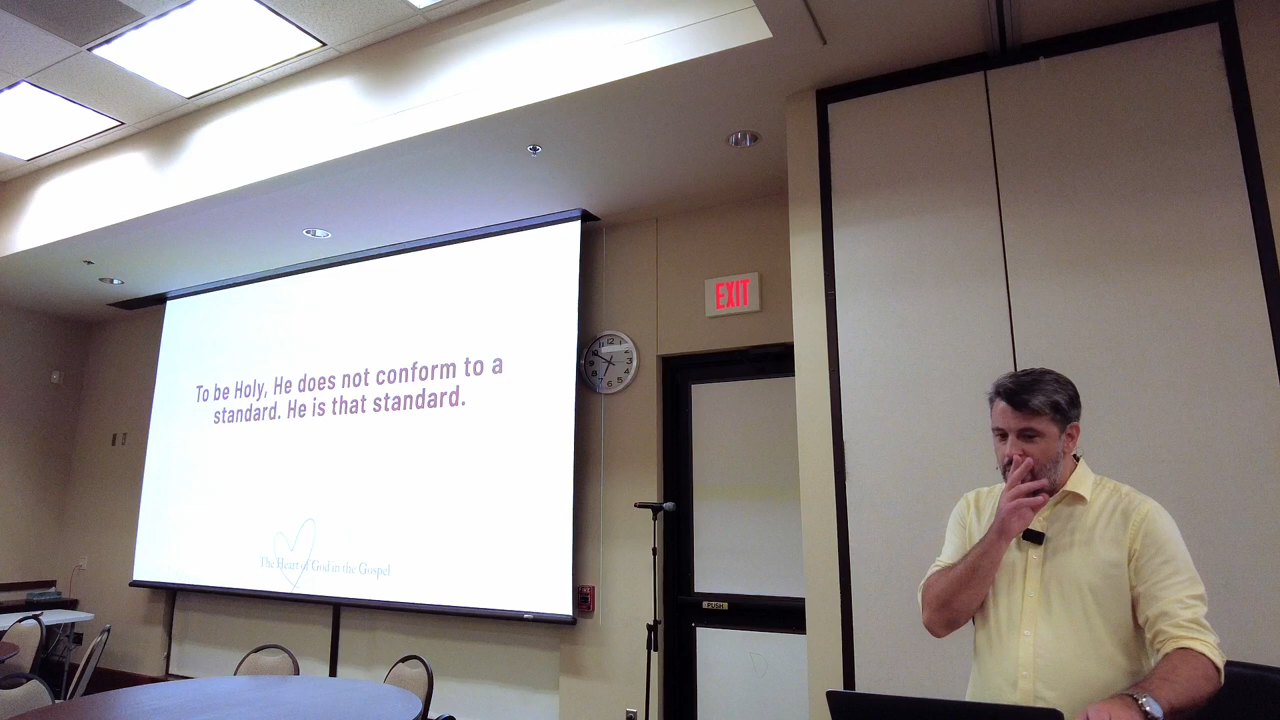 To be Holy, He does not conform to a
standard. He is that standard.
The Heart of God in the Gospel
EXIT
PUSH